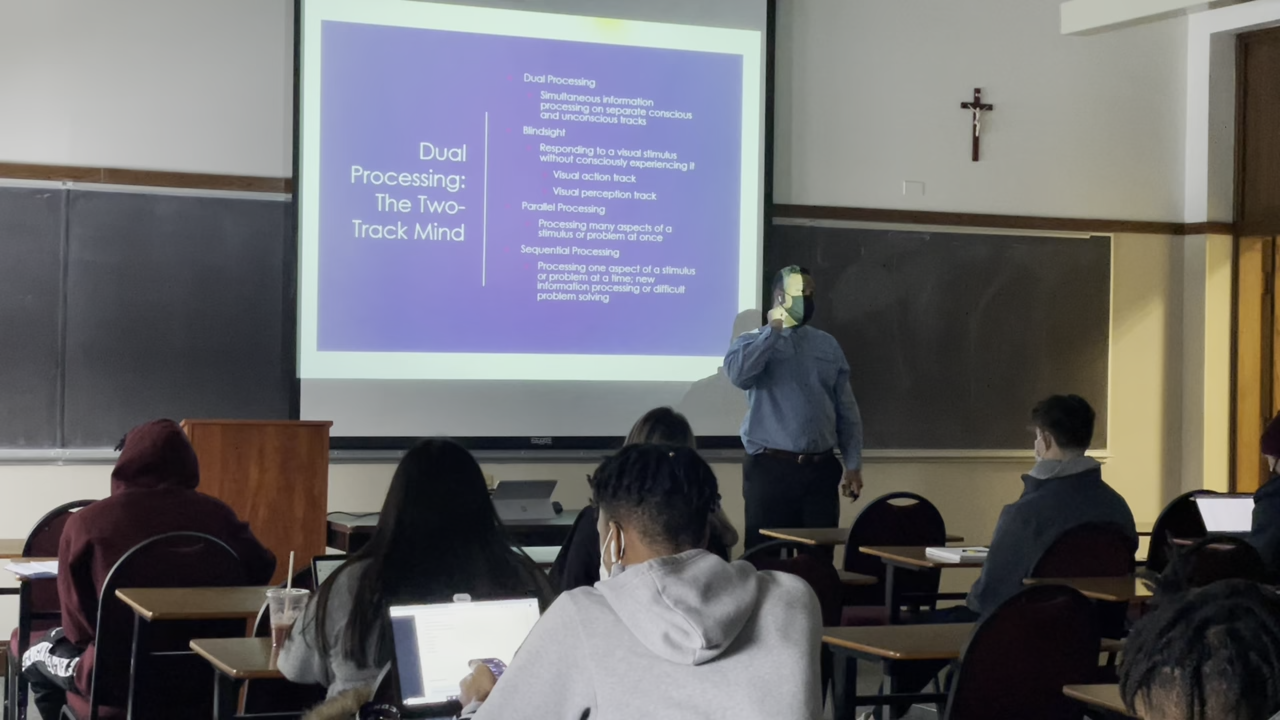 Dual
Processing:
The Two-
Track Mind
Dual Processing
Simultaneous information
processing on separate conscious
and unconscious tracks
Blindsight
Responding to a visual stimulus
without consciously experiencing it
Visual action track
Visual perception track
Parallel Processing
Processing many aspects of a
stimulus or problem at once
Sequential Processing
Processing one aspect of a stimulus
or problem at a time; new
information processing or difficult
problem solving